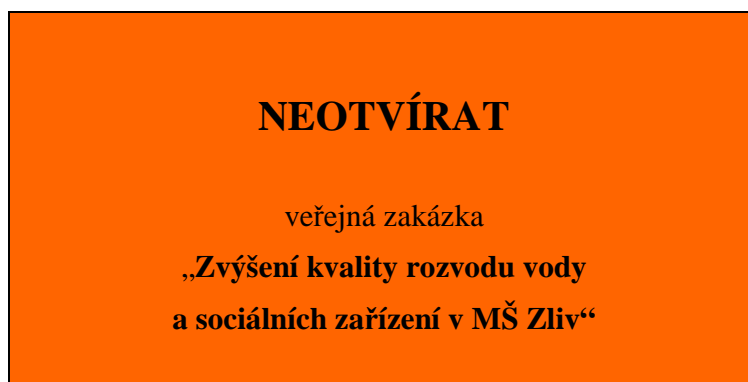 NEOTVÍRAT
veřejná zakázka
„Zvýšení kvality rozvodu vody
a sociálních zařízení v MŠ Zliv“